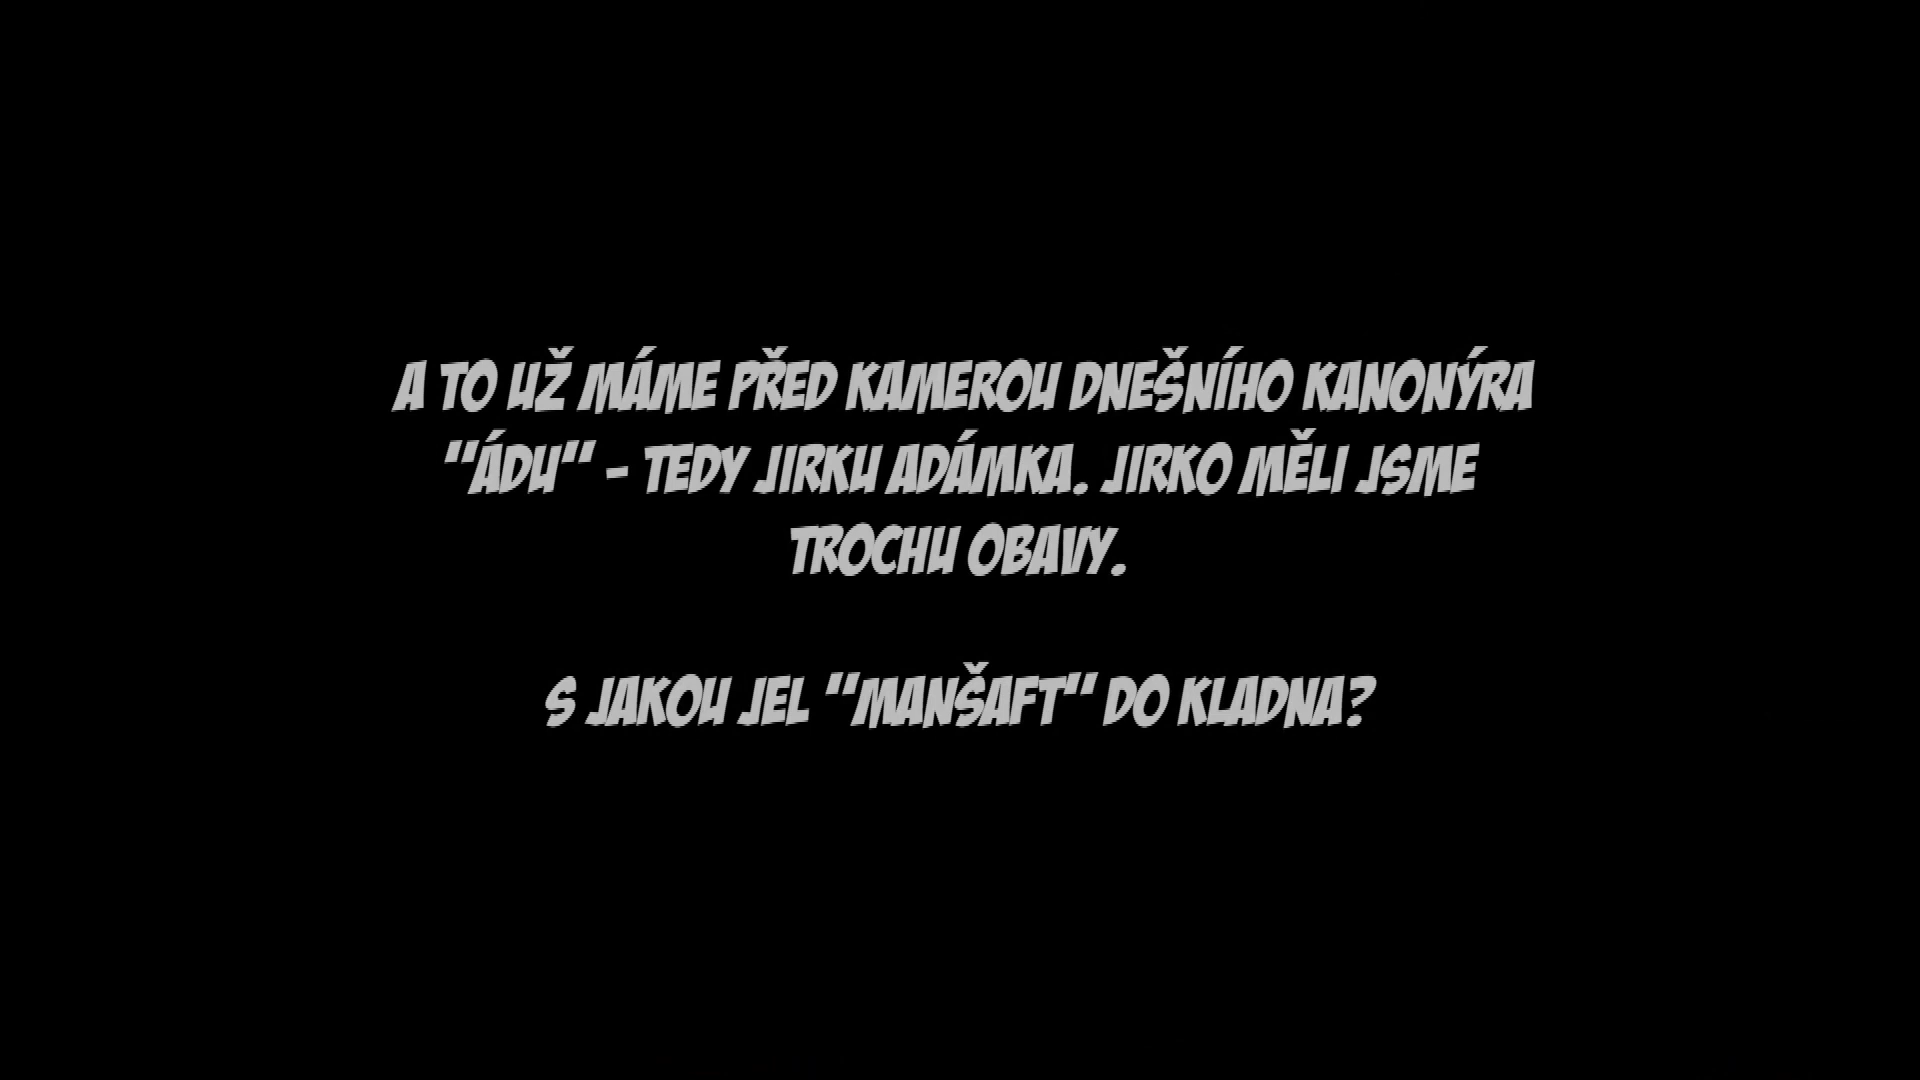 A TO UŽ MÁME PŘED KAMEROU DNEŠNÍHO KANONÝRA
"ÁDU" - TEDY JIRKU ADÁMKA. JIRKO MĚLI JSME
TROCHU OBAVY.
S JAKOU JEL "MANŠAFT" DO KLADNA?